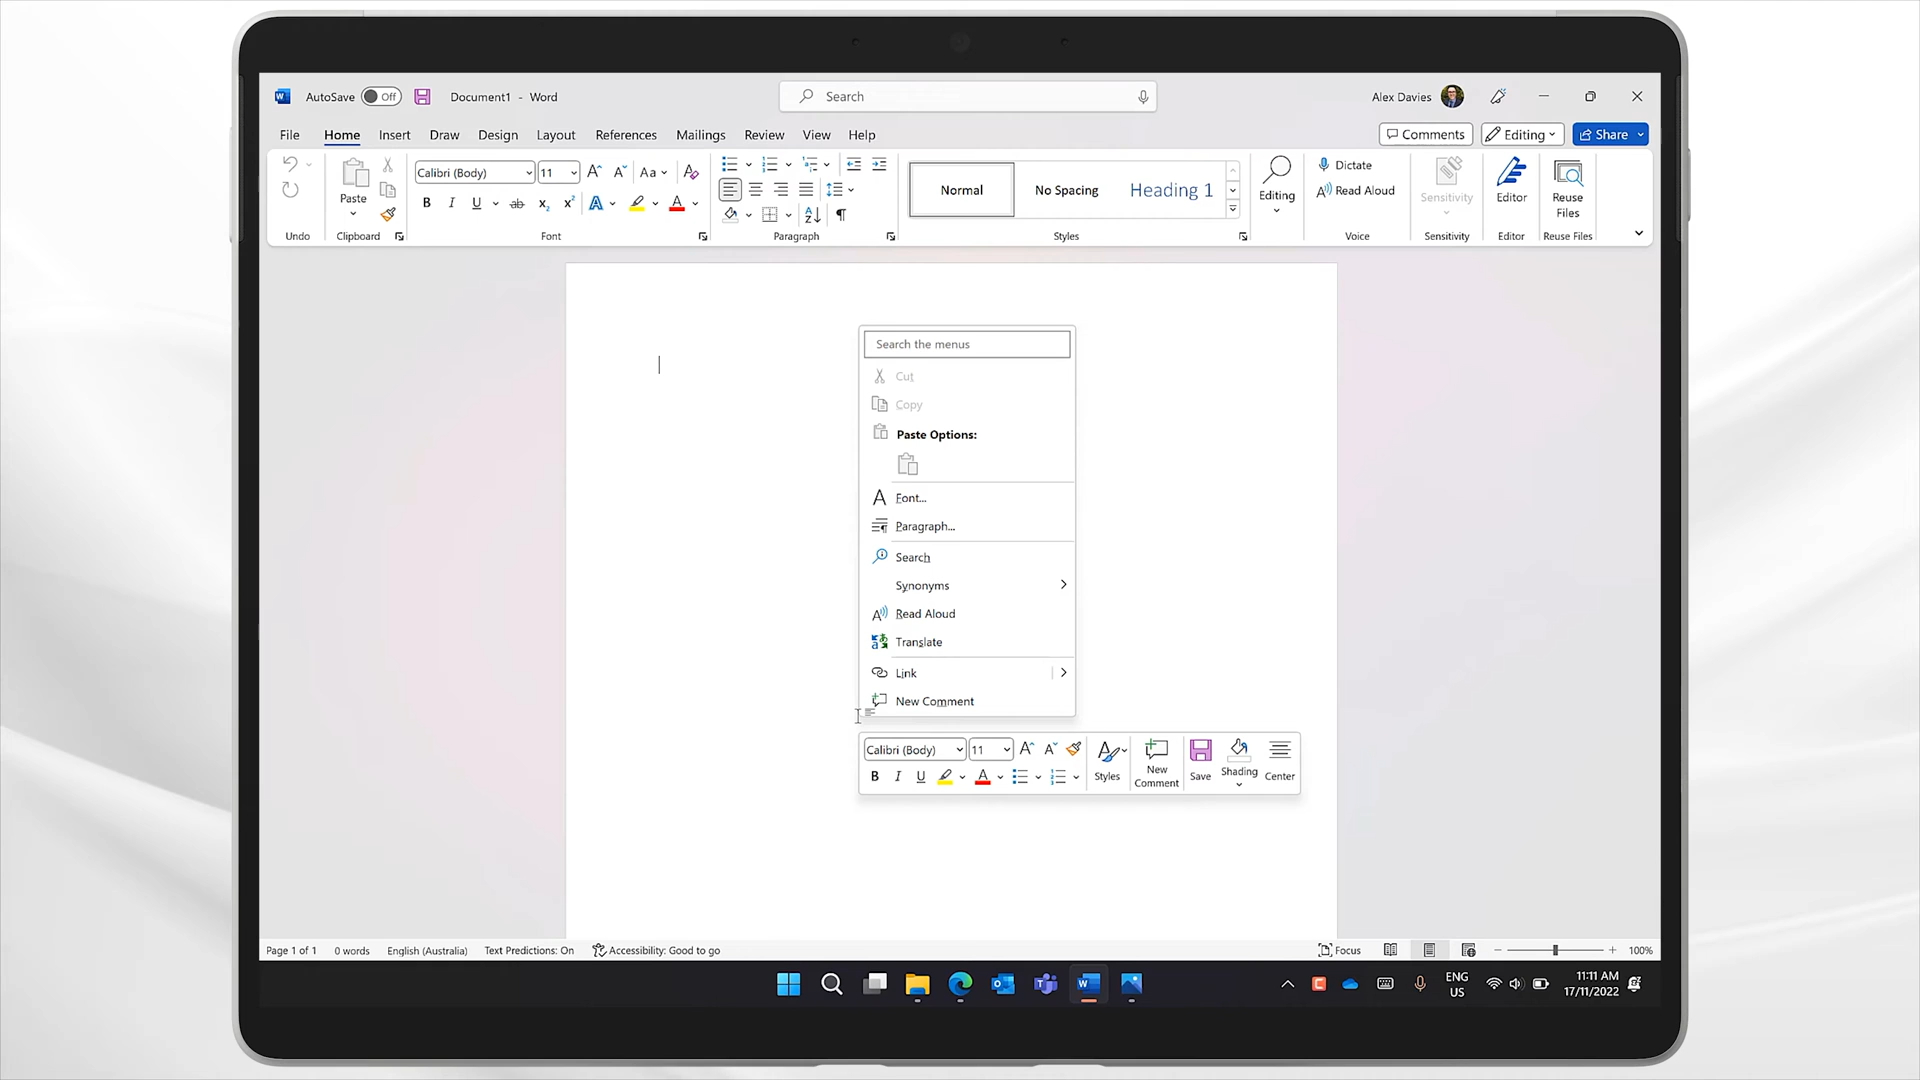 AutoSave Off Document1 - Word Search Alex Davies
File Home Insert Draw Design Layout References Mailings Review View Help Comments Editing Share
Paste
Calibri (Body) 11 Aa
B I U ab x₂ x² A A
Normal No Spacing Heading 1
Editing
Dictate
Read Aloud
Sensitivity
Editor
Reuse
Files
Undo Clipboard Font Paragraph Styles Voice Sensitivity Editor Reuse Files
Search the menus
Cut
Copy
Paste Options:
Font...
Paragraph...
Search
Synonyms
Read Aloud
Translate
Link
New Comment
Calibri (Body) 11
B I U A
Styles
New
Comment
Save
Shading
Center
Page 1 of 1 0 words English (Australia) Text Predictions: On Accessibility: Good to go Focus 100%
ENG
US
11:11 AM
17/11/2022